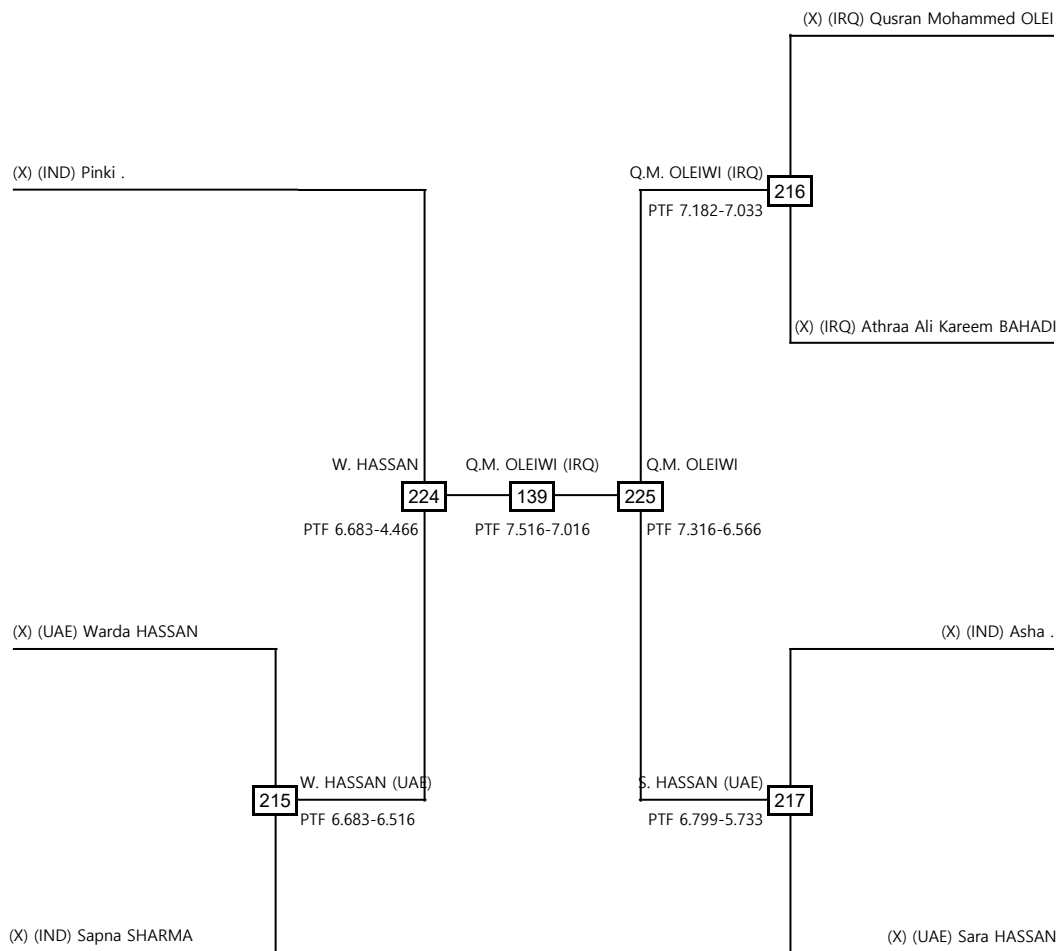 (X) (IRQ) Qusran Mohammed OLEI
(X) (IND) Pinki .
Q.M. OLEIWI (IRQ)
216
PTF 7.182-7.033
(X) (IRQ) Athraa Ali Kareem BAHADI
W. HASSAN
Q.M. OLEIWI (IRQ)
Q.M. OLEIWI
224
139
225
PTF 6.683-4.466
PTF 7.516-7.016
PTF 7.316-6.566
(X) (UAE) Warda HASSAN
(X) (IND) Asha .
W. HASSAN (UAE)
S. HASSAN (UAE)
215
217
PTF 6.683-6.516
PTF 6.799-5.733
(X) (IND) Sapna SHARMA
(X) (UAE) Sara HASSAN